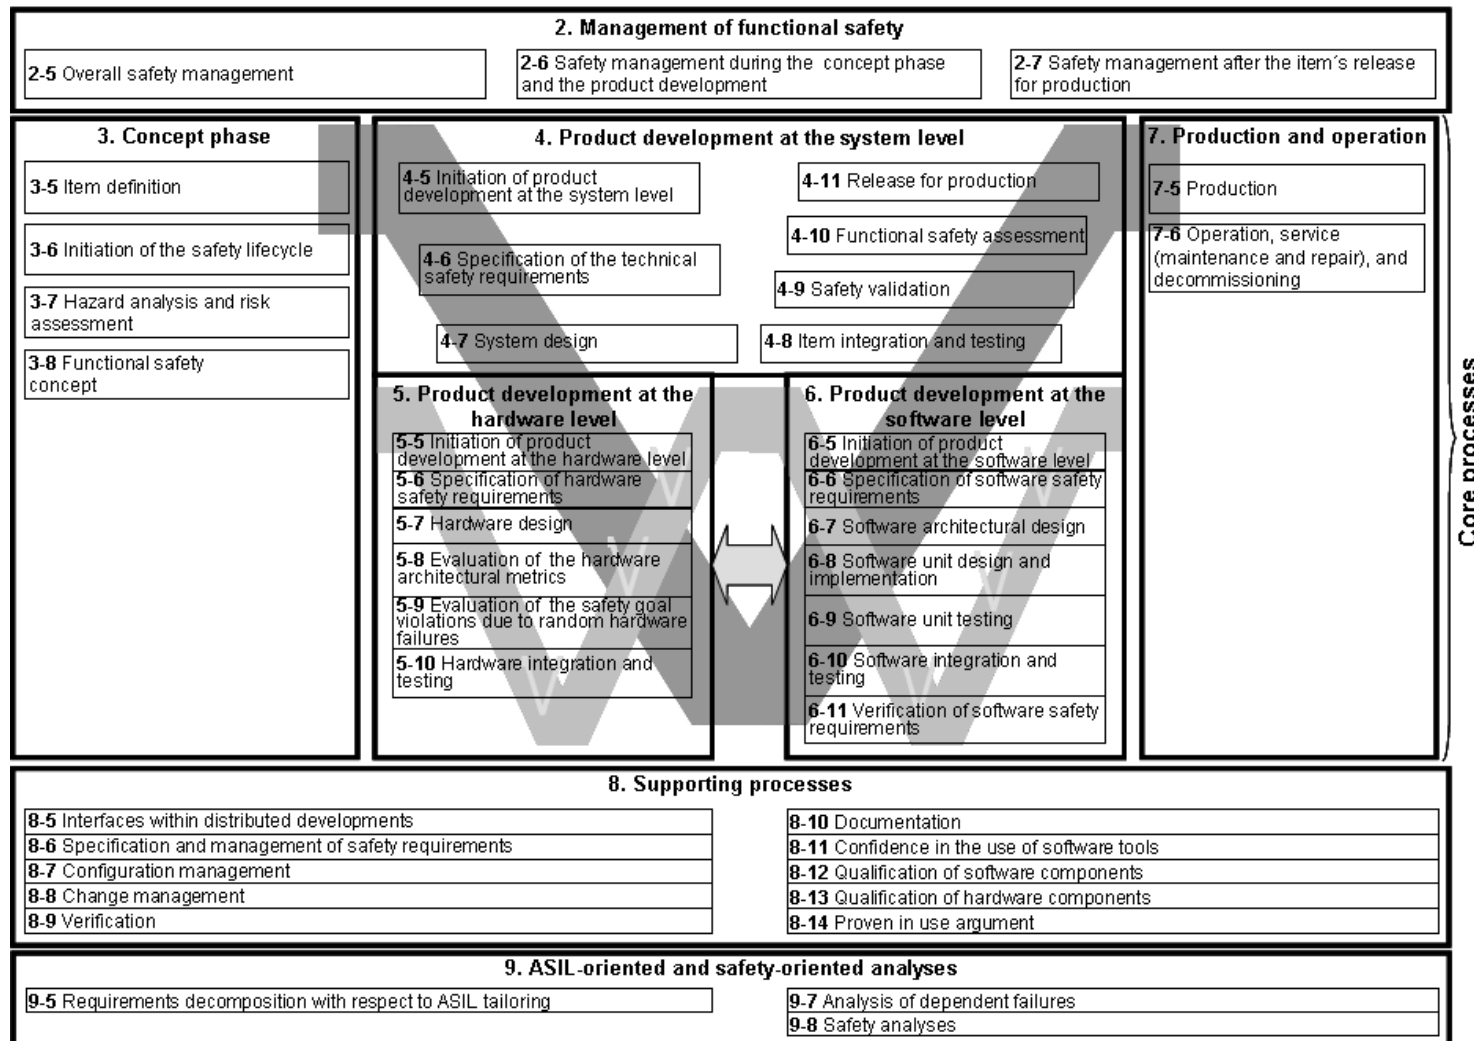 2. Management of functional safety
2-5 Overall safety management
2-6 Safety management during the concept phase
and the product development
2-7 Safety management after the item´s release
for production
3. Concept phase
3-5 Item definition
3-6 Initiation of the safety lifecycle
3-7 Hazard analysis and risk
assessment
3-8 Functional safety
concept
4. Product development at the system level
4-5 Initiation of product
development at the system level
4-6 Specification of the technical
safety requirements
4-7 System design
4-11 Release for production
4-10 Functional safety assessment
4-9 Safety validation
4-8 Item integration and testing
7. Production and operation
7-5 Production
7-6 Operation, service
(maintenance and repair), and
decommissioning
5. Product development at the
hardware level
5-5 Initiation of product
development at the hardware level
5-6 Specification of hardware
safety requirements
5-7 Hardware design
5-8 Evaluation of the hardware
architectural metrics
5-9 Evaluation of the safety goal
violations due to random hardware
failures
5-10 Hardware integration and
testing
6. Product development at the
software level
6-5 Initiation of product
development at the software level
6-6 Specification of software safety
requirements
6-7 Software architectural design
6-8 Software unit design and
implementation
6-9 Software unit testing
6-10 Software integration and
testing
6-11 Verification of software safety
requirements
Core processes
8. Supporting processes
8-5 Interfaces within distributed developments
8-6 Specification and management of safety requirements
8-7 Configuration management
8-8 Change management
8-9 Verification
8-10 Documentation
8-11 Confidence in the use of software tools
8-12 Qualification of software components
8-13 Qualification of hardware components
8-14 Proven in use argument
9. ASIL-oriented and safety-oriented analyses
9-5 Requirements decomposition with respect to ASIL tailoring
9-7 Analysis of dependent failures
9-8 Safety analyses